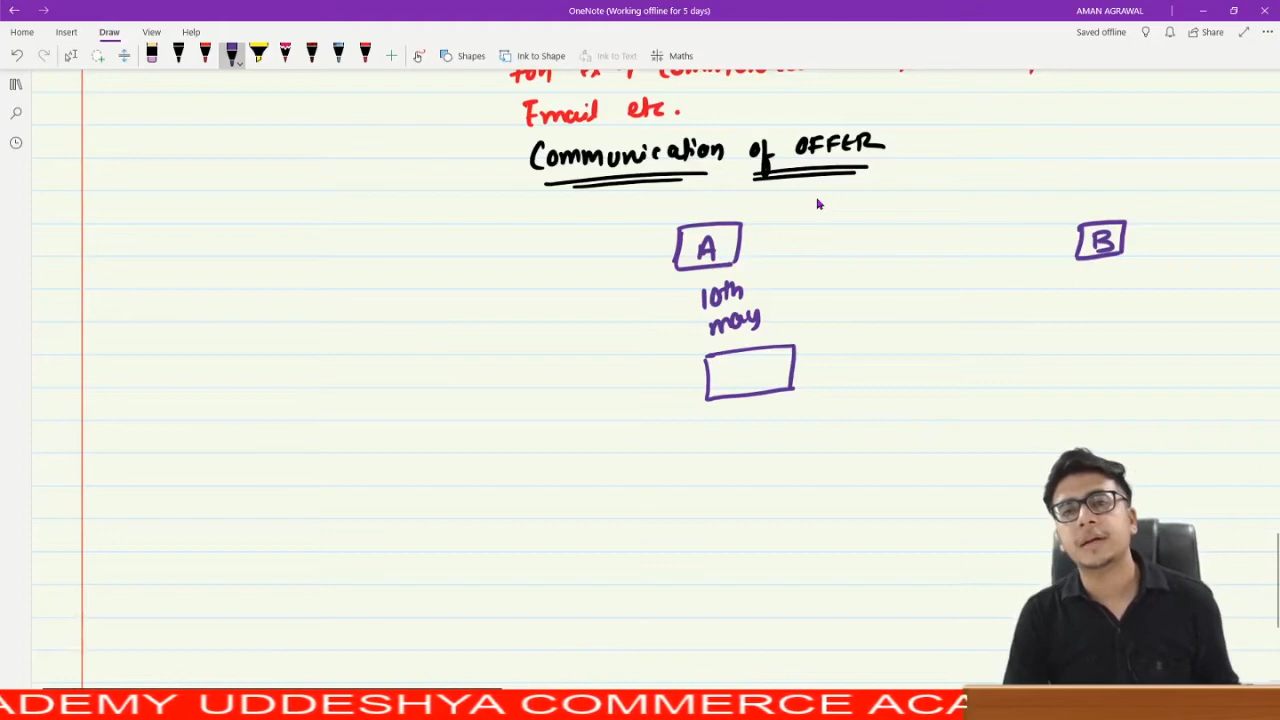 OneNote (Working offline for 5 days)
AMAN AGRAWAL
Home Insert Draw View Help
Saved offline
Share
Shapes
Ink to Shape
Ink to Text
Maths
Email etc.
Communication of OFFER
A
B
10th
may
ADEMY UDDESHYA COMMERCE ACA